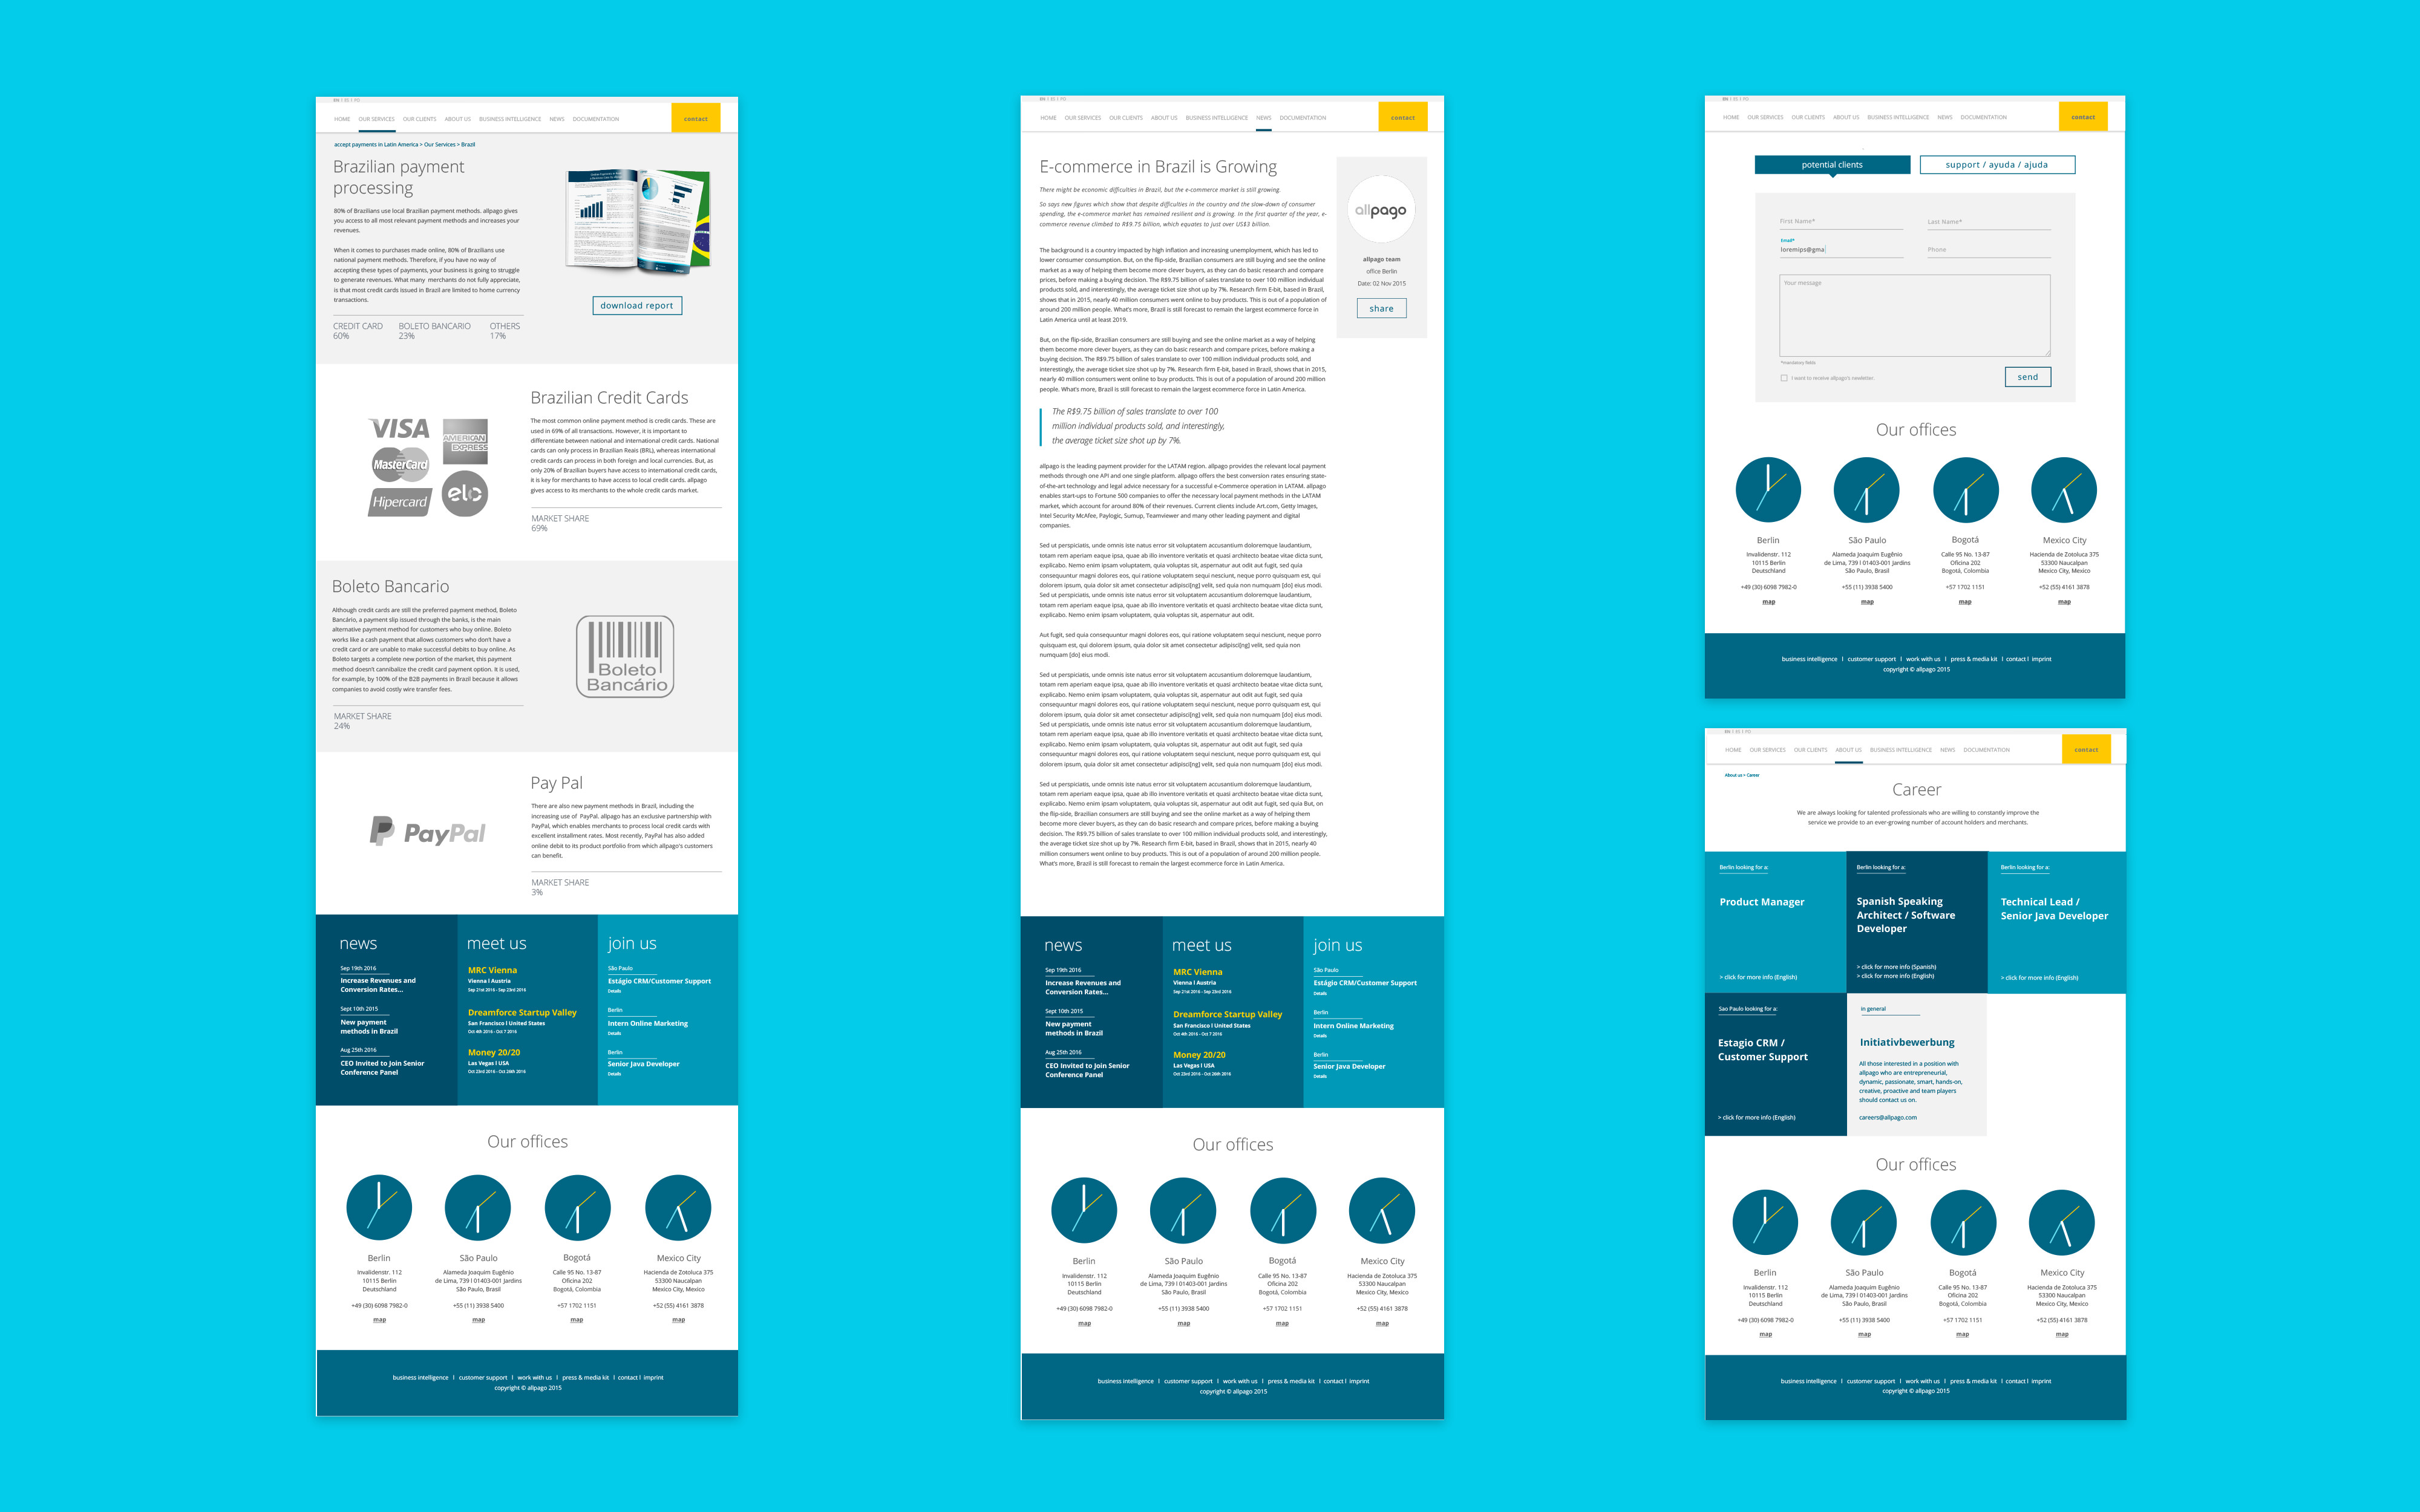 EN I ES I PO
HOME OUR SERVICES OUR CLIENTS ABOUT US BUSINESS INTELLIGENCE NEWS DOCUMENTATION contact
accept payments in Latin America > Our Services > Brazil
Brazilian payment
processing
80% of Brazilians use local Brazilian payment methods. allpago gives
you access to all most relevant payment methods and increases your
revenues.
When it comes to purchases made online, 80% of Brazilians use
national payment methods. Therefore, if you have no way of
accepting these types of payments, your business is going to struggle
to generate revenues. What many merchants do not fully appreciate,
is that most credit cards issued in Brazil are limited to home currency
transactions.
download report
CREDIT CARD BOLETO BANCARIO OTHERS
60% 23% 17%
VISA
AMERICAN
EXPRESS
MasterCard
Hipercard
elo
Brazilian Credit Cards
The most common online payment method is credit cards. These are
used in 69% of all transactions. However, it is important to
differentiate between national and international credit cards. National
cards can only process in Brazilian Reais (BRL), whereas international
credit cards can process in both foreign and local currencies. But, as
only 20% of Brazilian buyers have access to international credit cards,
it is key for merchants to have access to local credit cards. allpago
gives access to its merchants to the whole credit cards market.
MARKET SHARE
69%
Boleto Bancario
Although credit cards are still the preferred payment method, Boleto
Bancário, a payment slip issued through the banks, is the main
alternative payment method for customers who buy online. Boleto
works like a cash payment that allows customers who don't have a
credit card or are unable to make successful debits to buy online. As
Boleto targets a complete new portion of the market, this payment
method doesn't cannibalize the credit card payment option. It is used,
for example, by 100% of the B2B payments in Brazil because it allows
companies to avoid costly wire transfer fees.
MARKET SHARE
24%
Boleto
Bancário
PayPal
Pay Pal
There are also new payment methods in Brazil, including the
increasing use of PayPal. allpago has an exclusive partnership with
PayPal, which enables merchants to process local credit cards with
excellent installment rates. Most recently, PayPal has also added
online debit to its product portfolio from which allpago's customers
can benefit.
MARKET SHARE
3%
news
Sep 19th 2016
Increase Revenues and
Conversion Rates...
Sept 10th 2015
New payment
methods in Brazil
Aug 25th 2016
CEO Invited to Join Senior
Conference Panel
meet us
MRC Vienna
Vienna I Austria
Sep 21st 2016 - Sep 23rd 2016
Dreamforce Startup Valley
San Francisco I United States
Oct 4th 2016 - Oct 7 2016
Money 20/20
Las Vegas I USA
Oct 23rd 2016 - Oct 26th 2016
join us
São Paulo
Estágio CRM/Customer Support
Details
Berlin
Intern Online Marketing
Details
Berlin
Senior Java Developer
Details
Our offices
Berlin
Invalidenstr. 112
10115 Berlin
Deutschland
+49 (30) 6098 7982-0
map
São Paulo
Alameda Joaquim Eugênio
de Lima, 739 I 01403-001 Jardins
São Paulo, Brasil
+55 (11) 3938 5400
map
Bogotá
Calle 95 No. 13-87
Oficina 202
Bogotá, Colombia
+57 1702 1151
map
Mexico City
Hacienda de Zotoluca 375
53300 Naucalpan
Mexico City, Mexico
+52 (55) 4161 3878
map
business intelligence I customer support I work with us I press & media kit I contact I imprint
copyright © allpago 2015
EN I ES I PO
HOME OUR SERVICES OUR CLIENTS ABOUT US BUSINESS INTELLIGENCE NEWS DOCUMENTATION contact
E-commerce in Brazil is Growing
There might be economic difficulties in Brazil, but the e-commerce market is still growing.
So says new figures which show that despite difficulties in the country and the slow-down of consumer
spending, the e-commerce market has remained resilient and is growing. In the first quarter of the year, e-
commerce revenue climbed to R$9.75 billion, which equates to just over US$3 billion.
The background is a country impacted by high inflation and increasing unemployment, which has led to
lower consumer consumption. But, on the flip-side, Brazilian consumers are still buying and see the online
market as a way of helping them become more clever buyers, as they can do basic research and compare
prices, before making a buying decision. The R$9.75 billion of sales translate to over 100 million individual
products sold, and interestingly, the average ticket size shot up by 7%. Research firm E-bit, based in Brazil,
shows that in 2015, nearly 40 million consumers went online to buy products. This is out of a population of
around 200 million people. What's more, Brazil is still forecast to remain the largest ecommerce force in
Latin America until at least 2019.
But, on the flip-side, Brazilian consumers are still buying and see the online market as a way of helping
them become more clever buyers, as they can do basic research and compare prices, before making a
buying decision. The R$9.75 billion of sales translate to over 100 million individual products sold, and
interestingly, the average ticket size shot up by 7%. Research firm E-bit, based in Brazil, shows that in 2015,
nearly 40 million consumers went online to buy products. This is out of a population of around 200 million
people. What's more, Brazil is still forecast to remain the largest ecommerce force in Latin America.
The R$9.75 billion of sales translate to over 100
million individual products sold, and interestingly,
the average ticket size shot up by 7%.
allpago is the leading payment provider for the LATAM region. allpago provides the relevant local payment
methods through one API and one single platform. allpago offers the best conversion rates ensuring state-
of-the-art technology and legal advice necessary for a successful e-Commerce operation in LATAM. allpago
enables start-ups to Fortune 500 companies to offer the necessary local payment methods in the LATAM
market, which account for around 80% of their revenues. Current clients include Art.com, Getty Images,
Intel Security McAfee, Paylogic, Sumup, Teamviewer and many other leading payment and digital
companies.
Sed ut perspiciatis, unde omnis iste natus error sit voluptatem accusantium doloremque laudantium,
totam rem aperiam eaque ipsa, quae ab illo inventore veritatis et quasi architecto beatae vitae dicta sunt,
explicabo. Nemo enim ipsam voluptatem, quia voluptas sit, aspernatur aut odit aut fugit, sed quia
consequuntur magni dolores eos, qui ratione voluptatem sequi nesciunt, neque porro quisquam est, qui
dolorem ipsum, quia dolor sit amet consectetur adipisci[ng] velit, sed quia non numquam [do] eius modi.
Sed ut perspiciatis, unde omnis iste natus error sit voluptatem accusantium doloremque laudantium,
totam rem aperiam eaque ipsa, quae ab illo inventore veritatis et quasi architecto beatae vitae dicta sunt,
explicabo. Nemo enim ipsam voluptatem, quia voluptas sit, aspernatur aut odit.
Aut fugit, sed quia consequuntur magni dolores eos, qui ratione voluptatem sequi nesciunt, neque porro
quisquam est, qui dolorem ipsum, quia dolor sit amet consectetur adipisci[ng] velit, sed quia non
numquam [do] eius modi.
Sed ut perspiciatis, unde omnis iste natus error sit voluptatem accusantium doloremque laudantium,
totam rem aperiam eaque ipsa, quae ab illo inventore veritatis et quasi architecto beatae vitae dicta sunt,
explicabo. Nemo enim ipsam voluptatem, quia voluptas sit, aspernatur aut odit aut fugit, sed quia
consequuntur magni dolores eos, qui ratione voluptatem sequi nesciunt, neque porro quisquam est, qui
dolorem ipsum, quia dolor sit amet consectetur adipisci[ng] velit, sed quia non numquam [do] eius modi.
Sed ut perspiciatis, unde omnis iste natus error sit voluptatem accusantium doloremque laudantium,
totam rem aperiam eaque ipsa, quae ab illo inventore veritatis et quasi architecto beatae vitae dicta sunt,
explicabo. Nemo enim ipsam voluptatem, quia voluptas sit, aspernatur aut odit aut fugit, sed quia
consequuntur magni dolores eos, qui ratione voluptatem sequi nesciunt, neque porro quisquam est, qui
dolorem ipsum, quia dolor sit amet consectetur adipisci[ng] velit, sed quia non numquam [do] eius modi.
Sed ut perspiciatis, unde omnis iste natus error sit voluptatem accusantium doloremque laudantium,
totam rem aperiam eaque ipsa, quae ab illo inventore veritatis et quasi architecto beatae vitae dicta sunt,
explicabo. Nemo enim ipsam voluptatem, quia voluptas sit, aspernatur aut odit aut fugit, sed quia But, on
the flip-side, Brazilian consumers are still buying and see the online market as a way of helping them
become more clever buyers, as they can do basic research and compare prices, before making a buying
decision. The R$9.75 billion of sales translate to over 100 million individual products sold, and interestingly,
the average ticket size shot up by 7%. Research firm E-bit, based in Brazil, shows that in 2015, nearly 40
million consumers went online to buy products. This is out of a population of around 200 million people.
What's more, Brazil is still forecast to remain the largest ecommerce force in Latin America.
allpago
allpago team
office Berlin
Date: 02 Nov 2015
share
news
Sep 19th 2016
Increase Revenues and
Conversion Rates...
Sept 10th 2015
New payment
methods in Brazil
Aug 25th 2016
CEO Invited to Join Senior
Conference Panel
meet us
MRC Vienna
Vienna I Austria
Sep 21st 2016 - Sep 23rd 2016
Dreamforce Startup Valley
San Francisco I United States
Oct 4th 2016 - Oct 7 2016
Money 20/20
Las Vegas I USA
Oct 23rd 2016 - Oct 26th 2016
join us
São Paulo
Estágio CRM/Customer Support
Details
Berlin
Intern Online Marketing
Details
Berlin
Senior Java Developer
Details
Our offices
Berlin
Invalidenstr. 112
10115 Berlin
Deutschland
+49 (30) 6098 7982-0
map
São Paulo
Alameda Joaquim Eugênio
de Lima, 739 I 01403-001 Jardins
São Paulo, Brasil
+55 (11) 3938 5400
map
Bogotá
Calle 95 No. 13-87
Oficina 202
Bogotá, Colombia
+57 1702 1151
map
Mexico City
Hacienda de Zotoluca 375
53300 Naucalpan
Mexico City, Mexico
+52 (55) 4161 3878
map
business intelligence I customer support I work with us I press & media kit I contact I imprint
copyright © allpago 2015
EN I ES I PO
HOME OUR SERVICES OUR CLIENTS ABOUT US BUSINESS INTELLIGENCE NEWS DOCUMENTATION contact
potential clients
support / ayuda / ajuda
First Name* Last Name*
Email*
loremips@gma Phone
Your message
*mandatory fields
I want to receive allpago's newsletter
send
Our offices
Berlin
Invalidenstr. 112
10115 Berlin
Deutschland
+49 (30) 6098 7982-0
map
São Paulo
Alameda Joaquim Eugênio
de Lima, 739 I 01403-001 Jardins
São Paulo, Brasil
+55 (11) 3938 5400
map
Bogotá
Calle 95 No. 13-87
Oficina 202
Bogotá, Colombia
+57 1702 1151
map
Mexico City
Hacienda de Zotoluca 375
53300 Naucalpan
Mexico City, Mexico
+52 (55) 4161 3878
map
business intelligence I customer support I work with us I press & media kit I contact I imprint
copyright © allpago 2015
EN I ES I PO
HOME OUR SERVICES OUR CLIENTS ABOUT US BUSINESS INTELLIGENCE NEWS DOCUMENTATION contact
About us > Career
Career
We are always looking for talented professionals who are willing to constantly improve the
service we provide to an ever-growing number of account holders and merchants.
Berlin looking for a:
Product Manager
> click for more info (English)
Berlin looking for a:
Spanish Speaking
Architect / Software
Developer
> click for more info (Spanish)
> click for more info (English)
Berlin looking for a:
Technical Lead /
Senior Java Developer
> click for more info (English)
Sao Paulo looking for a:
Estagio CRM /
Customer Support
> click for more info (English)
in general
Initiativbewerbung
All those interested in a position with
allpago who are entrepreneurial,
dynamic, passionate, smart, hands-on,
creative, proactive and team players
should contact us on.
careers@allpago.com
Our offices
Berlin
Invalidenstr. 112
10115 Berlin
Deutschland
+49 (30) 6098 7982-0
map
São Paulo
Alameda Joaquim Eugênio
de Lima, 739 I 01403-001 Jardins
São Paulo, Brasil
+55 (11) 3938 5400
map
Bogotá
Calle 95 No. 13-87
Oficina 202
Bogotá, Colombia
+57 1702 1151
map
Mexico City
Hacienda de Zotoluca 375
53300 Naucalpan
Mexico City, Mexico
+52 (55) 4161 3878
map
business intelligence I customer support I work with us I press & media kit I contact I imprint
copyright © allpago 2015